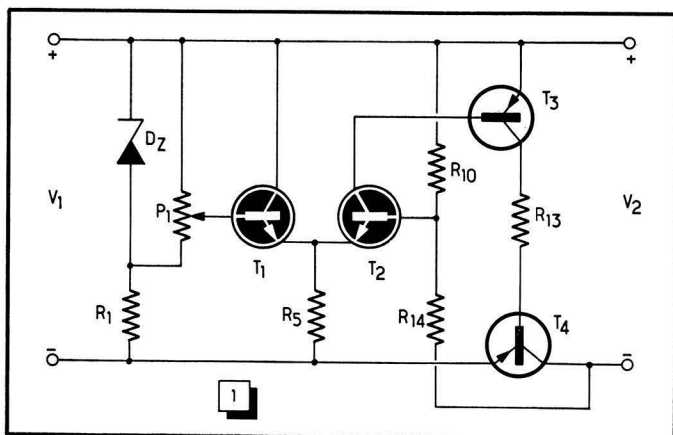 +
+
T3
DZ
R10
V1
P1
V2
R13
T1
T2
R1
R5
R14
T4
–
–
1